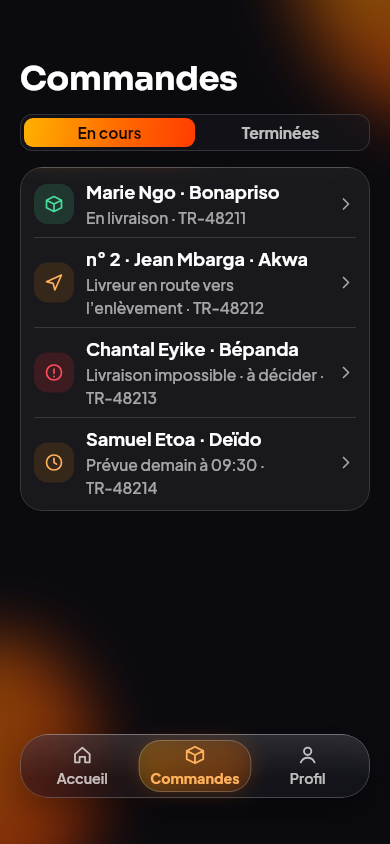 Commandes
En cours
Terminées
Marie Ngo · Bonapriso
En livraison · TR-48211
n° 2 · Jean Mbarga · Akwa
Livreur en route vers
l’enlèvement · TR-48212
Chantal Eyike · Bépanda
Livraison impossible · à décider ·
TR-48213
Samuel Etoa · Deïdo
Prévue demain à 09:30 ·
TR-48214
Accueil
Commandes
Profil